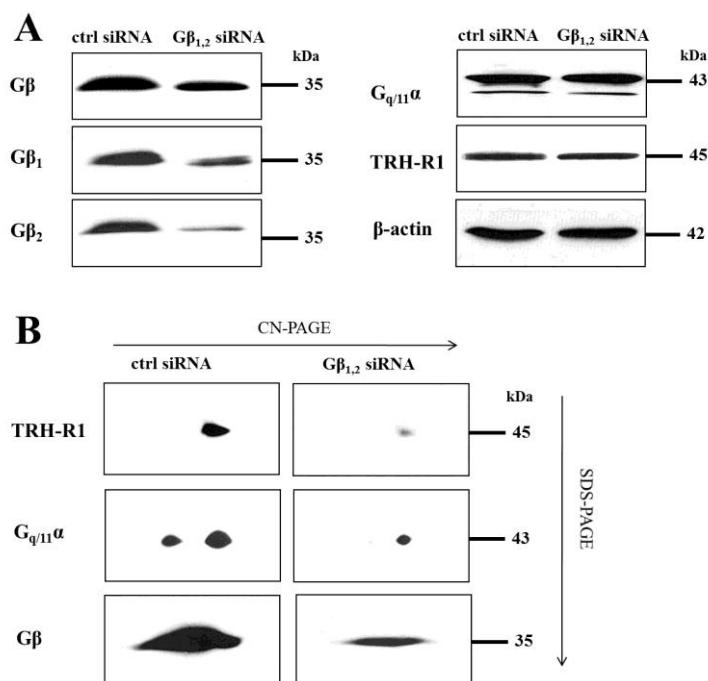 A
ctrl siRNA Gβ1,2 siRNA
kDa
Gβ
35
Gβ1
35
Gβ2
35
ctrl siRNA Gβ1,2 siRNA
kDa
Gq/11α
43
TRH-R1
45
β-actin
42
B
CN-PAGE
ctrl siRNA Gβ1,2 siRNA
kDa
TRH-R1
45
Gq/11α
43
Gβ
35
SDS-PAGE